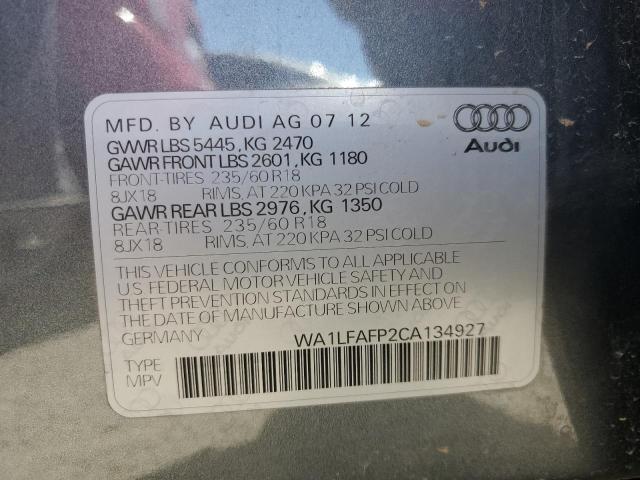 MFD. BY AUDI AG 07 12
GVWR LBS 5445, KG 2470
GAWR FRONT LBS 2601, KG 1180
FRONT-TIRES 235/60 R18
8JX18 RIMS, AT 220 KPA 32 PSI COLD
GAWR REAR LBS 2976, KG 1350
REAR-TIRES 235/60 R18
8JX18 RIMS, AT 220 KPA 32 PSI COLD
THIS VEHICLE CONFORMS TO ALL APPLICABLE
US FEDERAL MOTOR VEHICLE SAFETY AND
THEFT PREVENTION STANDARDS IN EFFECT ON
THE DATE OF MANUFACTURE SHOWN ABOVE.
GERMANY WA1LFAFP2CA134927
TYPE
MPV
Audi